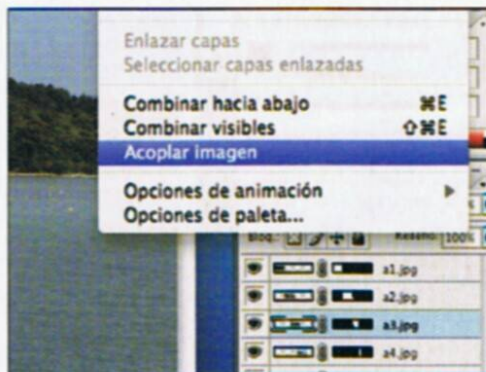 Enlazar capas
Seleccionar capas enlazadas
Combinar hacia abajo ⌘E
Combinar visibles ⇧⌘E
Acoplar imagen
Opciones de animación
Opciones de paleta...
100%
a1.jpg
a2.jpg
a3.jpg
a4.jpg